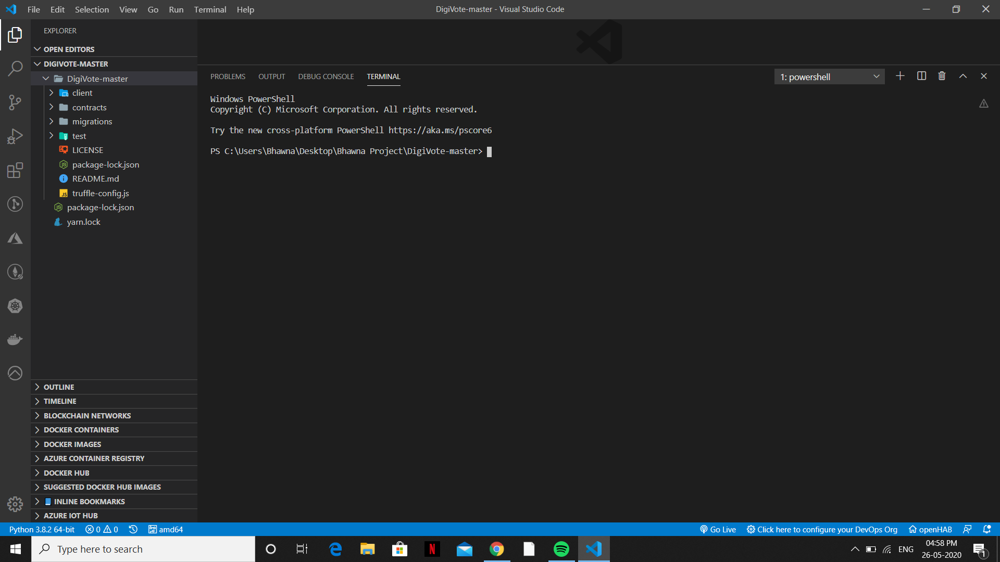 File Edit Selection View Go Run Terminal Help
DigiVote-master - Visual Studio Code
EXPLORER
OPEN EDITORS
DIGIVOTE-MASTER
DigiVote-master
client
contracts
migrations
test
LICENSE
package-lock.json
README.md
JS truffle-config.js
package-lock.json
yarn.lock
OUTLINE
TIMELINE
BLOCKCHAIN NETWORKS
DOCKER CONTAINERS
DOCKER IMAGES
AZURE CONTAINER REGISTRY
DOCKER HUB
SUGGESTED DOCKER HUB IMAGES
INLINE BOOKMARKS
AZURE IOT HUB
PROBLEMS OUTPUT DEBUG CONSOLE TERMINAL
1: powershell
Windows PowerShell
Copyright (C) Microsoft Corporation. All rights reserved.
Try the new cross-platform PowerShell https://aka.ms/pscore6
PS C:\Users\Bhawna\Desktop\Bhawna Project\DigiVote-master>
Python 3.8.2 64-bit 0 0 amd64
Go Live Click here to configure your DevOps Org openHAB
Type here to search
N
ENG
04:58 PM
26-05-2020
1